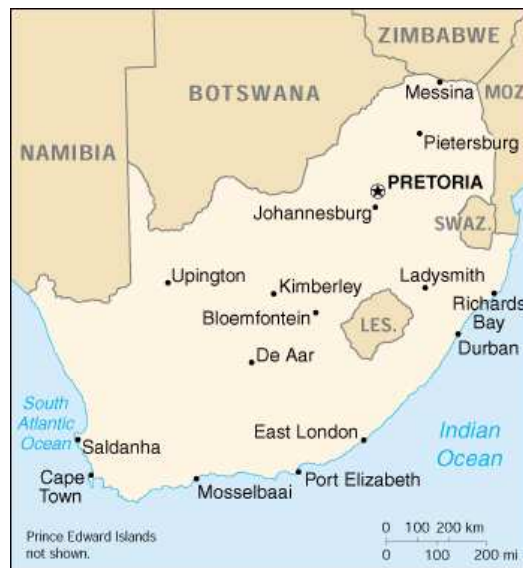 ZIMBABWE
BOTSWANA
Messina
MOZ
NAMIBIA
Pietersburg
PRETORIA
Johannesburg
SWAZ.
Upington
Kimberley
Ladysmith
Bloemfontein
LES.
Richards
Bay
Durban
De Aar
South
Atlantic
Ocean
Saldanha
East London
Indian
Ocean
Cape
Town
Mosselbaai
Port Elizabeth
Prince Edward Islands
not shown.
0 100 200 km
0 100 200 mi